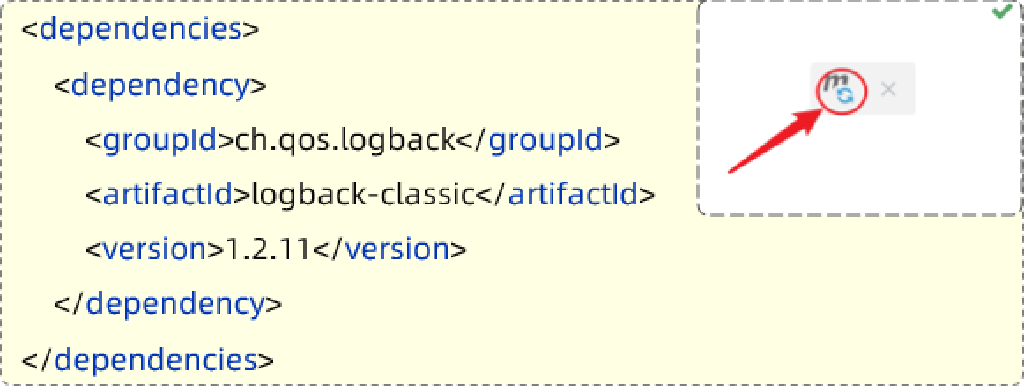 <dependencies>
<dependency>
<groupId>ch.qos.logback</groupId>
<artifactId>logback-classic</artifactId>
<version>1.2.11</version>
</dependency>
</dependencies>
m